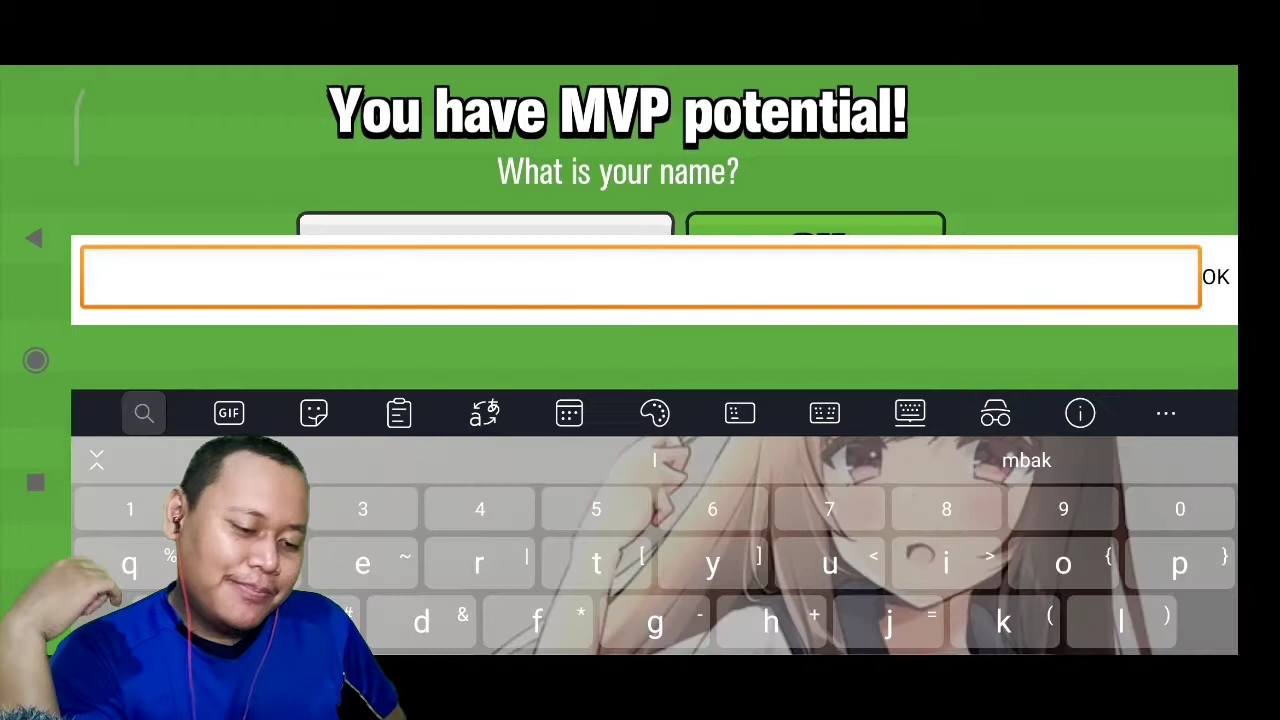 You have MVP potential!
What is your name?
OK
GIF
I mbak
1 3 4 5 6 7 8 9 0
q % e ~ r | t [ y ] u < i > o { p }
# d & f * g - h + j = k ( l )